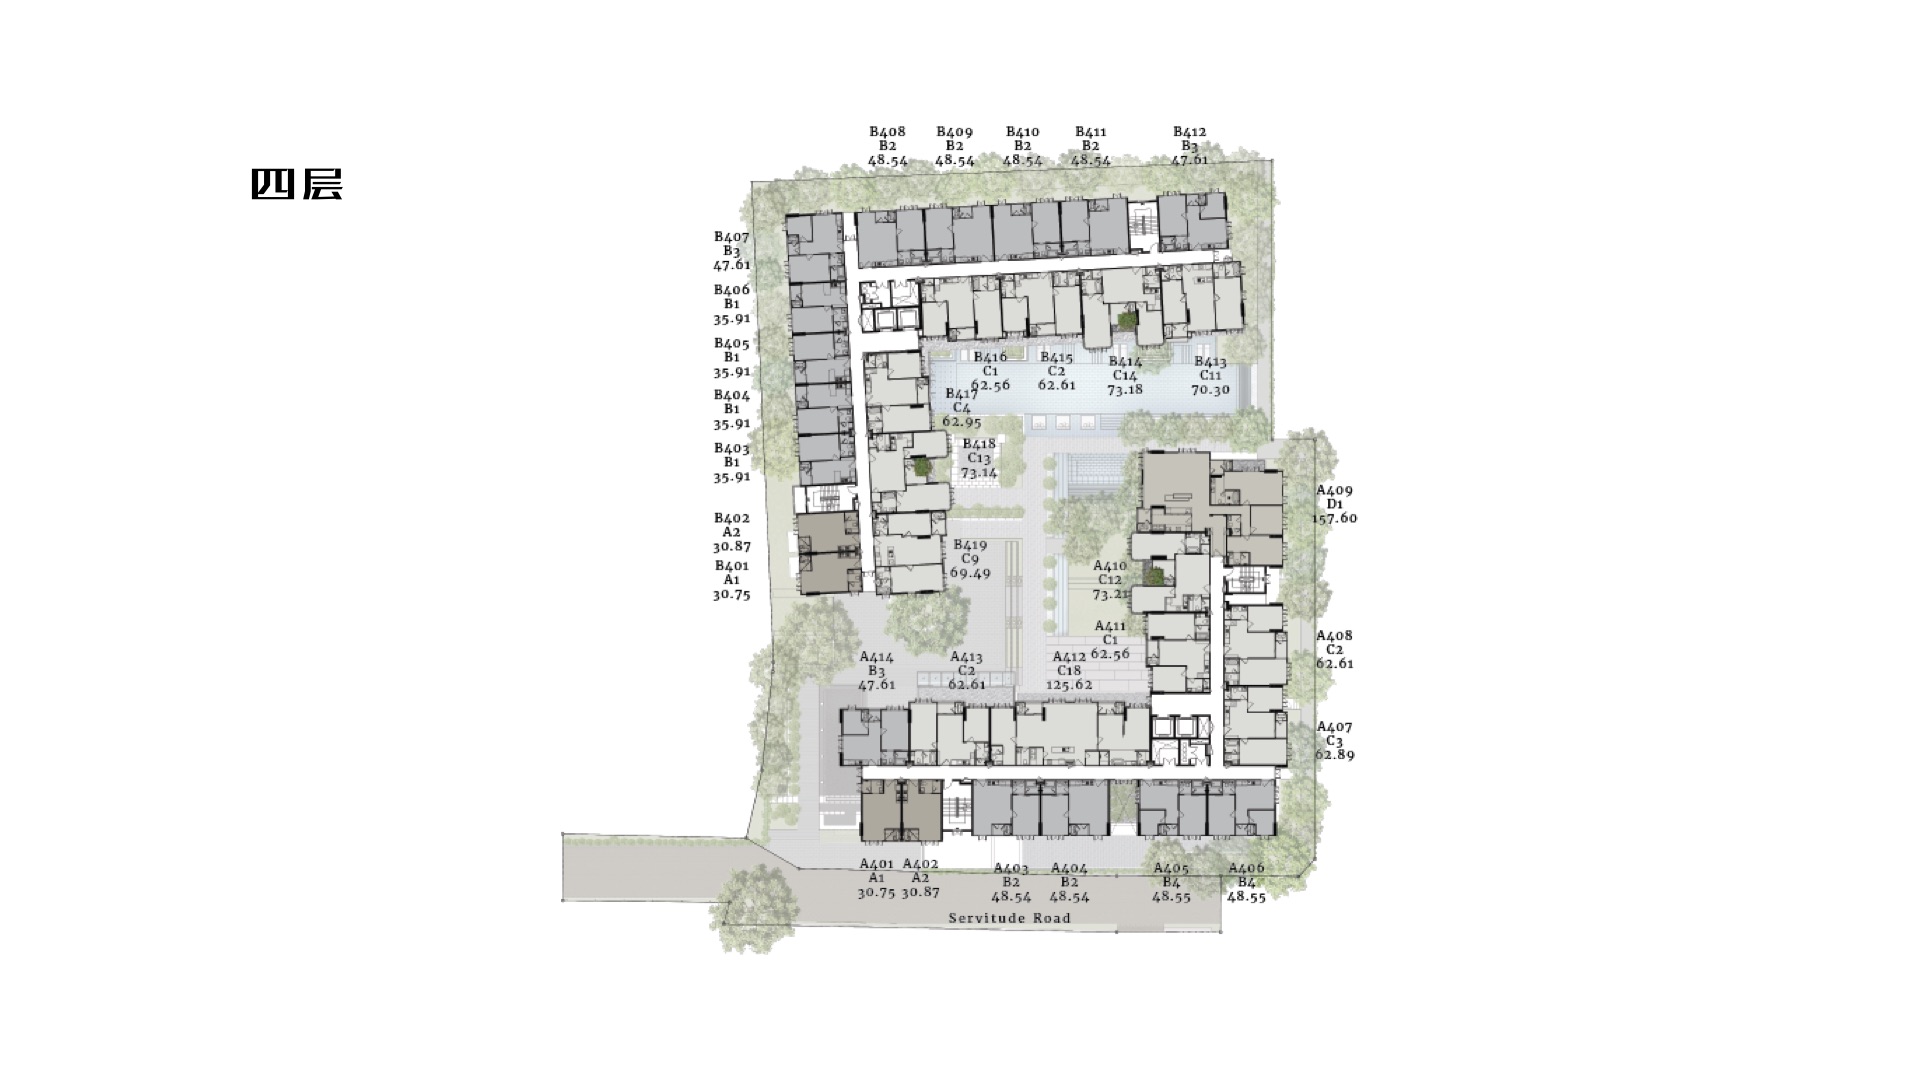 四层
B408
B2
48.54
B409
B2
48.54
B410
B2
48.54
B411
B2
48.54
B412
B3
47.61
B407
B3
47.61
B406
B1
35.91
B405
B1
35.91
B404
B1
35.91
B403
B1
35.91
B402
A2
30.87
B401
A1
30.75
B416
C1
62.56
B415
C2
62.61
B414
C14
73.18
B413
C11
70.30
B417
C4
62.95
B418
C13
73.14
B419
C9
69.49
A409
D1
157.60
A410
C12
73.21
A411
C1
62.56
A408
C2
62.61
A407
C3
62.89
A414
B3
47.61
A413
C2
62.61
A412
C18
125.62
A401
A1
30.75
A402
A2
30.87
A403
B2
48.54
A404
B2
48.54
A405
B4
48.55
A406
B4
48.55
Servitude Road